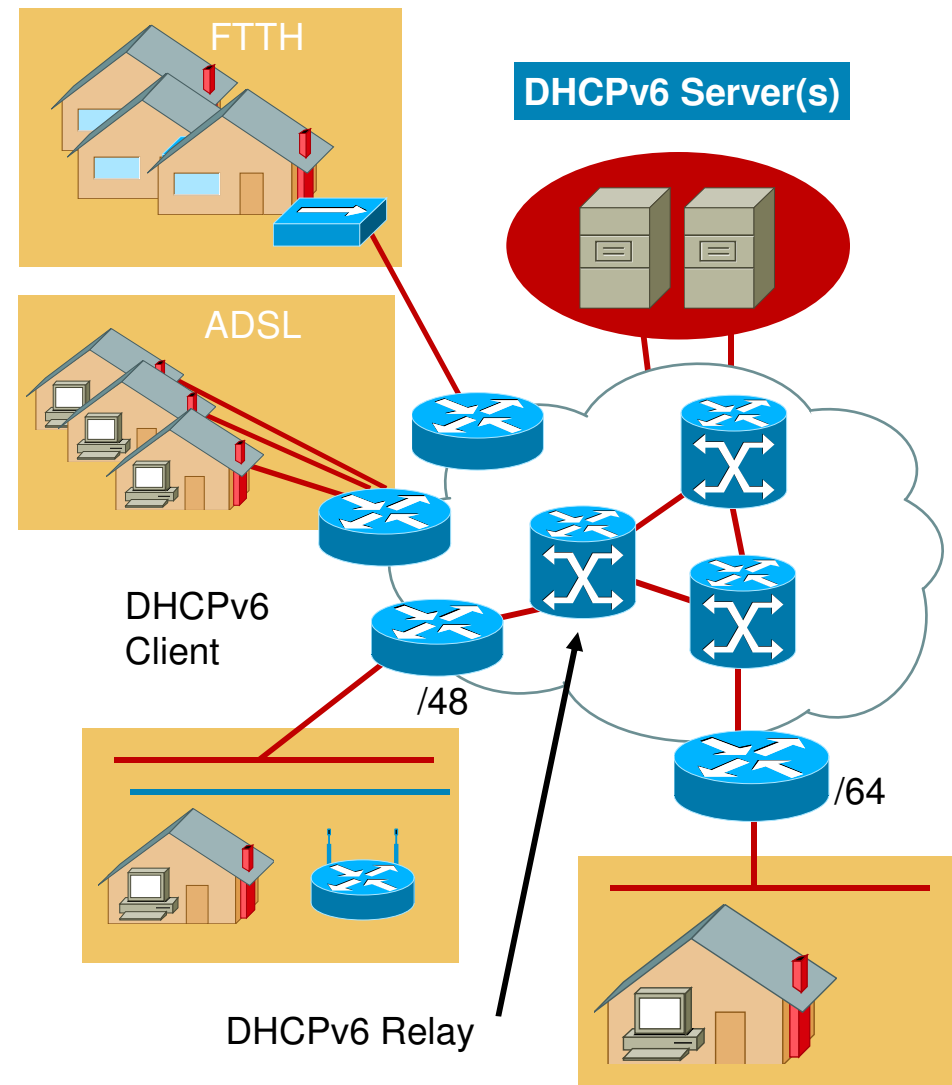 FTTH
DHCPv6 Server(s)
ADSL
DHCPv6
Client
/48
/64
DHCPv6 Relay